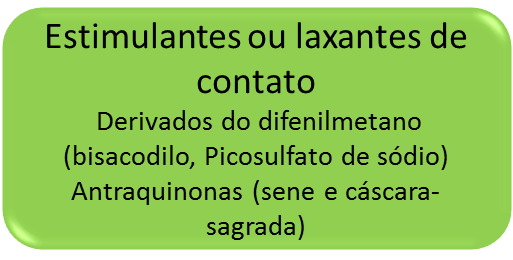 Estimulantes ou laxantes de
contato
Derivados do difenilmetano
(bisacodilo, Picosulfato de sódio)
Antraquinonas (sene e cáscara-
sagrada)